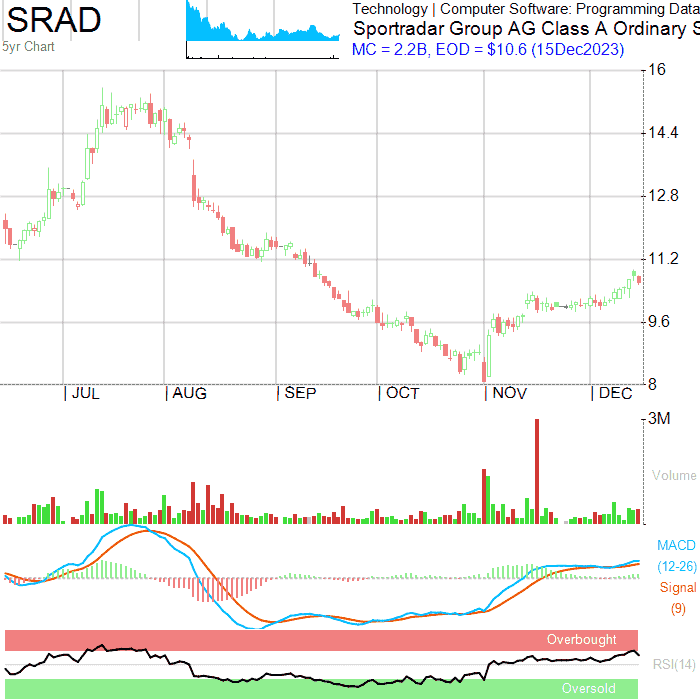 SRAD
5yr Chart
Technology | Computer Software: Programming Data
Sportradar Group AG Class A Ordinary S
MC = 2.2B, EOD = $10.6 (15Dec2023)
16
14.4
12.8
11.2
9.6
8
JUL
AUG
SEP
OCT
NOV
DEC
3M
Volume
MACD
(12-26)
Signal
(9)
Overbought
RSI(14)
Oversold